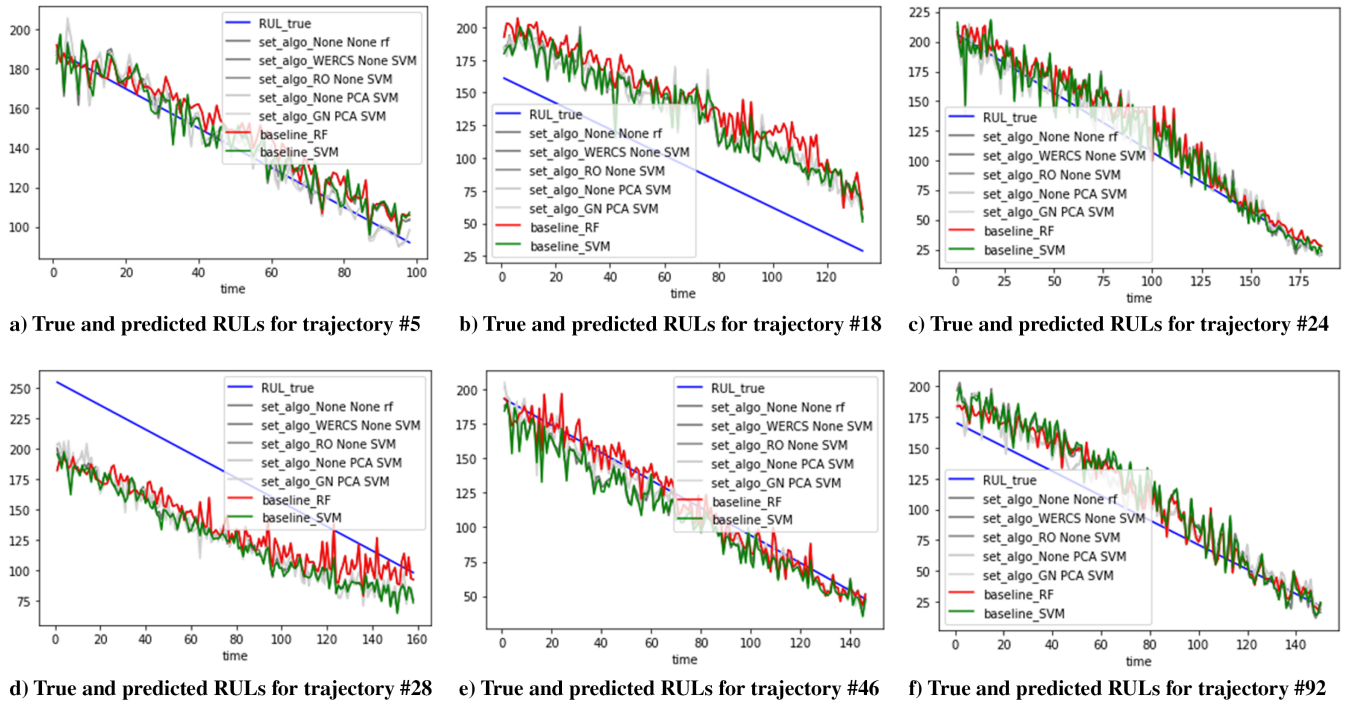 200
180
160
140
120
100
RUL_true
set_algo_None None rf
set_algo_WERCS None SVM
set_algo_RO None SVM
set_algo_None PCA SVM
set_algo_GN PCA SVM
baseline_RF
baseline_SVM
0 20 40 60 80 100
time
a) True and predicted RULs for trajectory #5
200
175
150
125
100
75
50
25
RUL_true
set_algo_None None rf
set_algo_WERCS None SVM
set_algo_RO None SVM
set_algo_None PCA SVM
set_algo_GN PCA SVM
baseline_RF
baseline_SVM
0 20 40 60 80 100 120
time
b) True and predicted RULs for trajectory #18
225
200
175
150
125
100
75
50
25
RUL_true
set_algo_None None rf
set_algo_WERCS None SVM
set_algo_RO None SVM
set_algo_None PCA SVM
set_algo_GN PCA SVM
baseline_RF
baseline_SVM
0 25 50 75 100 125 150 175
time
c) True and predicted RULs for trajectory #24
250
225
200
175
150
125
100
75
RUL_true
set_algo_None None rf
set_algo_WERCS None SVM
set_algo_RO None SVM
set_algo_None PCA SVM
set_algo_GN PCA SVM
baseline_RF
baseline_SVM
0 20 40 60 80 100 120 140 160
time
d) True and predicted RULs for trajectory #28
200
175
150
125
100
75
50
RUL_true
set_algo_None None rf
set_algo_WERCS None SVM
set_algo_RO None SVM
set_algo_None PCA SVM
set_algo_GN PCA SVM
baseline_RF
baseline_SVM
0 20 40 60 80 100 120 140
time
e) True and predicted RULs for trajectory #46
200
175
150
125
100
75
50
25
RUL_true
set_algo_None None rf
set_algo_WERCS None SVM
set_algo_RO None SVM
set_algo_None PCA SVM
set_algo_GN PCA SVM
baseline_RF
baseline_SVM
0 20 40 60 80 100 120 140
time
f) True and predicted RULs for trajectory #92